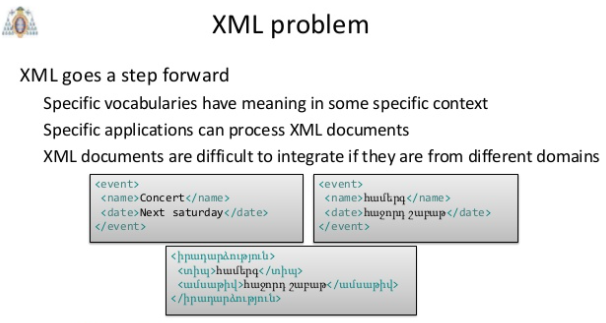 XML problem
XML goes a step forward
Specific vocabularies have meaning in some specific context
Specific applications can process XML documents
XML documents are difficult to integrate if they are from different domains
<event>
<name>Concert</name>
<date>Next saturday</date>
</event>
<event>
<name>համերգ</name>
<date>հաջորդ շաբաթ</date>
</event>
<իրադարձություն>
<տիպ>համերգ</տիպ>
<ամսաթիվ>հաջորդ շաբաթ</ամսաթիվ>
</իրադարձություն>